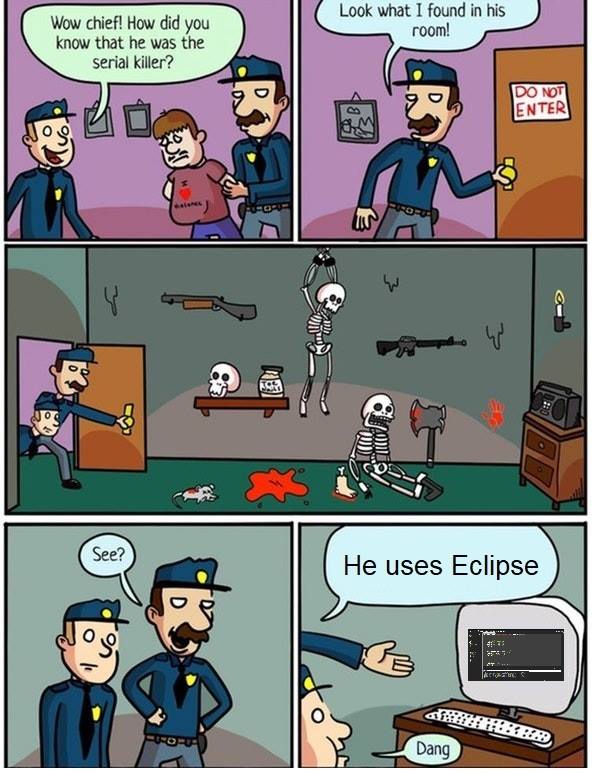 Wow chief! How did you
know that he was the
serial killer?
Look what I found in his
room!
DO NOT
ENTER
I
See?
He uses Eclipse
Dang